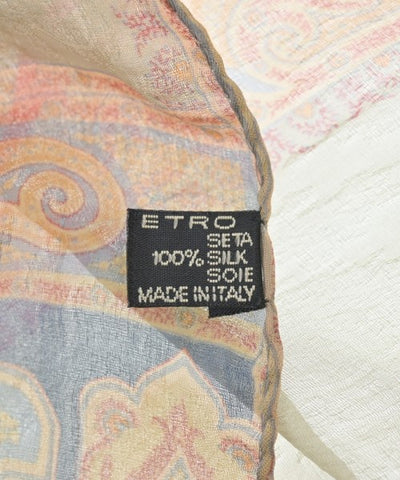 ETRO
SETA
100% SILK
SOIE
MADE IN ITALY